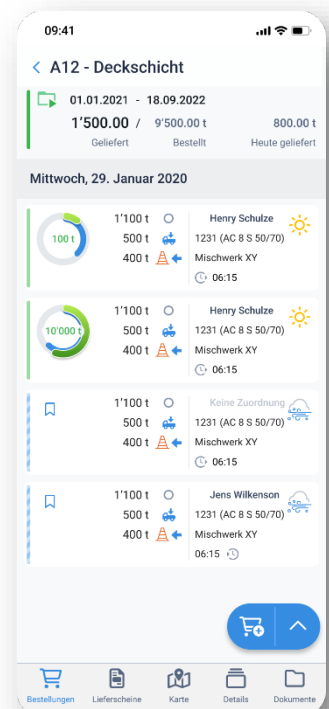 09:41
A12 - Deckschicht
01.01.2021 - 18.09.2022
1'500.00 / 9'500.00 t 800.00 t
Geliefert Bestellt Heute geliefert
Mittwoch, 29. Januar 2020
1'100 t Henry Schulze
100 t 500 t 1231 (AC 8 S 50/70)
400 t Mischwerk XY
06:15
1'100 t Henry Schulze
10'000 t 500 t 1231 (AC 8 S 50/70)
400 t Mischwerk XY
06:15
1'100 t Keine Zuordnung
500 t 1231 (AC 8 S 50/70)
400 t Mischwerk XY
06:15
1'100 t Jens Wilkenson
500 t 1231 (AC 8 S 50/70)
400 t Mischwerk XY
06:15
Bestellungen Lieferscheine Karte Details Dokumente